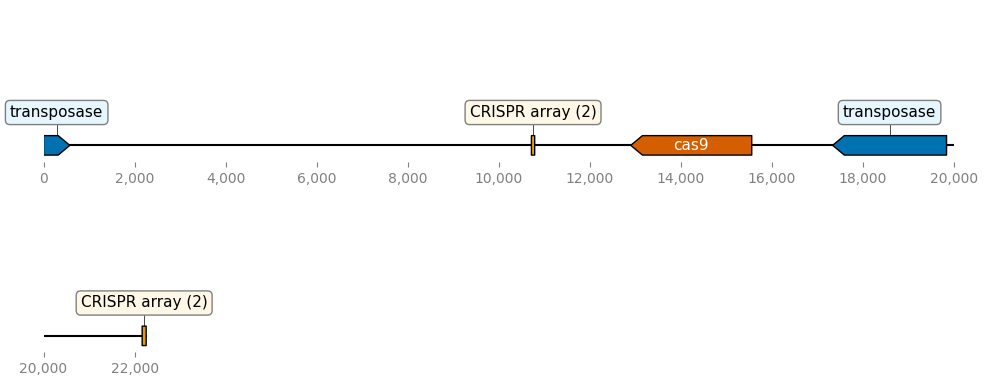 transposase CRISPR array (2) transposase
cas9
0 2,000 4,000 6,000 8,000 10,000 12,000 14,000 16,000 18,000 20,000
CRISPR array (2)
20,000 22,000